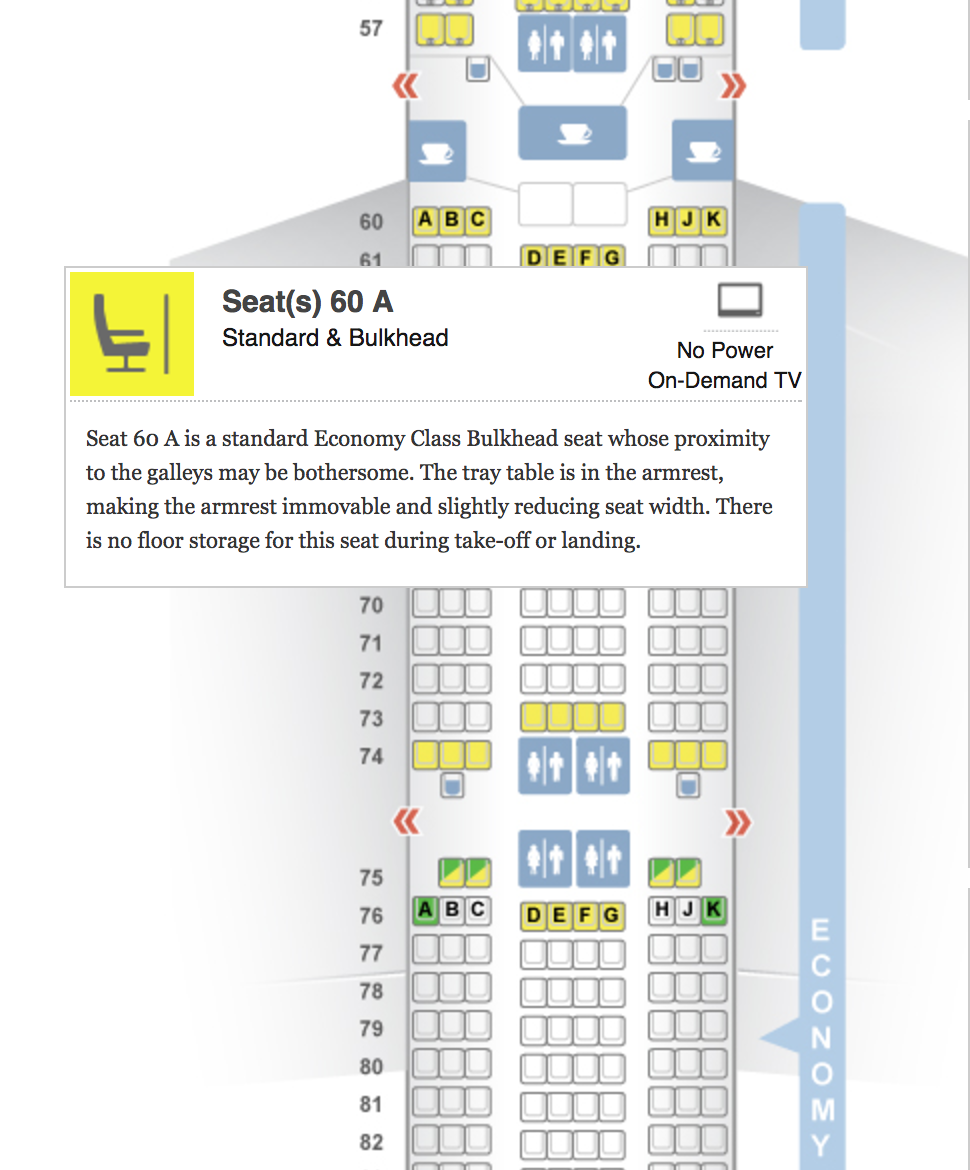 57
60 A B C H J K
61 D E F G
Seat(s) 60 A
Standard & Bulkhead
No Power
On-Demand TV
Seat 60 A is a standard Economy Class Bulkhead seat whose proximity
to the galleys may be bothersome. The tray table is in the armrest,
making the armrest immovable and slightly reducing seat width. There
is no floor storage for this seat during take-off or landing.
70
71
72
73
74
75
76 A B C D E F G H J K
77
78
79
80
81
82
ECONOMY